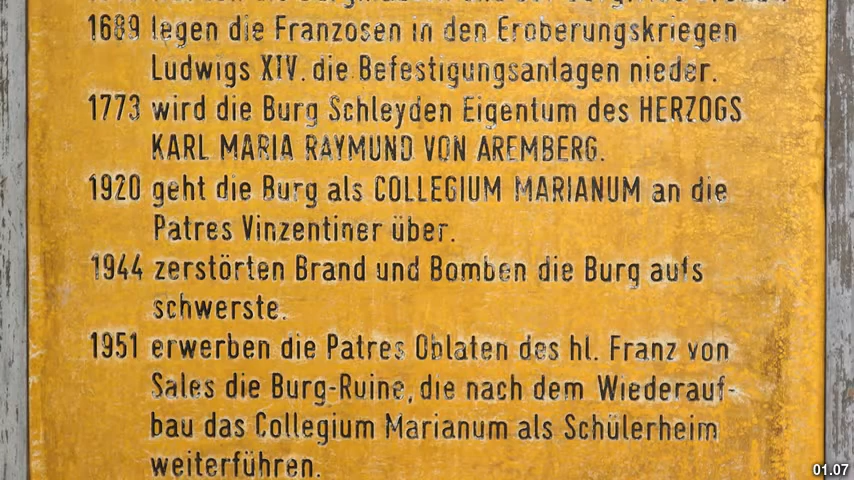 1689 legen die Franzosen in den Eroberungskriegen
Ludwigs XIV. die Befestigungsanlagen nieder.
1773 wird die Burg Schleyden Eigentum des HERZOGS
KARL MARIA RAYMUND VON AREMBERG.
1920 geht die Burg als COLLEGIUM MARIANUM an die
Patres Vinzentiner über.
1944 zerstörten Brand und Bomben die Burg aufs
schwerste.
1951 erwerben die Patres Oblaten des hl. Franz von
Sales die Burg-Ruine, die nach dem Wiederauf-
bau das Collegium Marianum als Schülerheim
weiterführen.
01.07